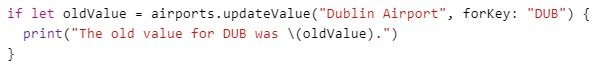 if let oldValue = airports.updateValue("Dublin Airport", forKey: "DUB") {
  print("The old value for DUB was \(oldValue).")
}